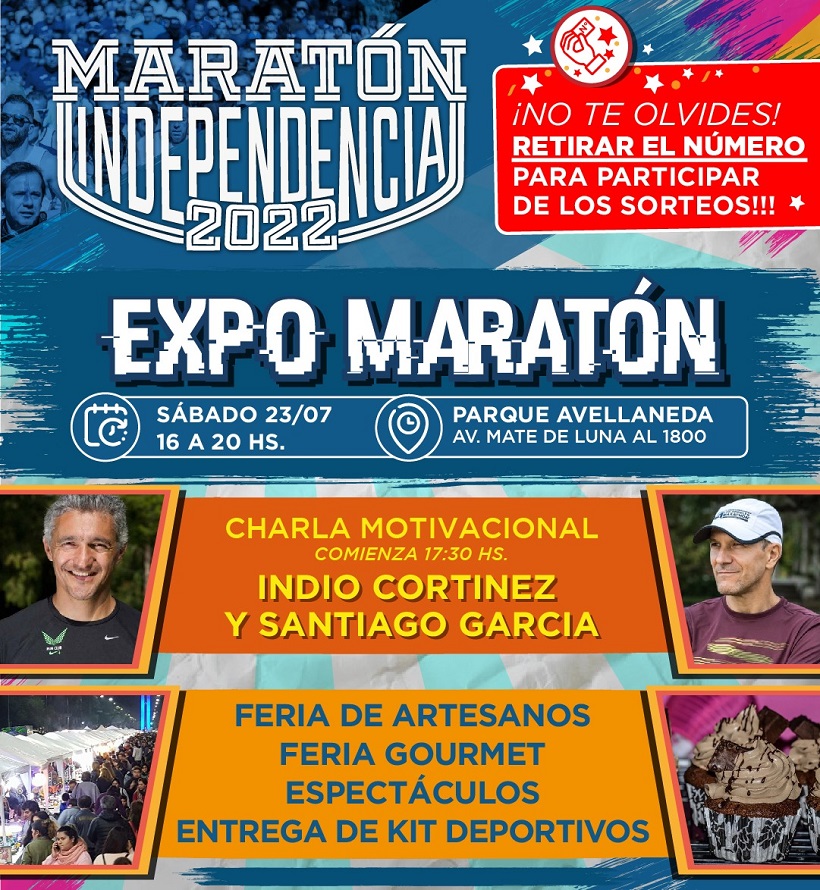 MARATÓN
INDEPENDENCIA
2022
Nº
¡NO TE OLVIDES!
RETIRAR EL NÚMERO
PARA PARTICIPAR
DE LOS SORTEOS!!!
EXPO MARATÓN
SÁBADO 23/07
16 A 20 HS.
PARQUE AVELLANEDA
AV. MATE DE LUNA AL 1800
CHARLA MOTIVACIONAL
COMIENZA 17:30 HS.
INDIO CORTINEZ
Y SANTIAGO GARCIA
FERIA DE ARTESANOS
FERIA GOURMET
ESPECTÁCULOS
ENTREGA DE KIT DEPORTIVOS